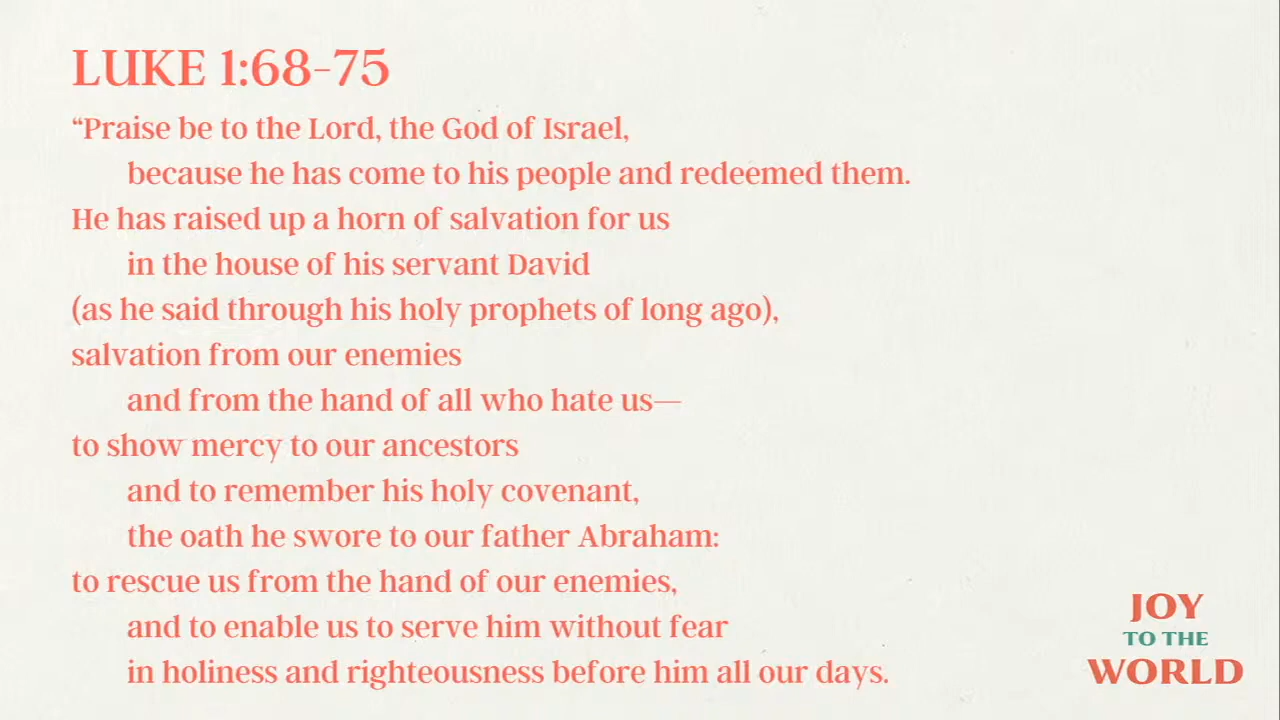 LUKE 1:68-75
“Praise be to the Lord, the God of Israel,
because he has come to his people and redeemed them.
He has raised up a horn of salvation for us
in the house of his servant David
(as he said through his holy prophets of long ago),
salvation from our enemies
and from the hand of all who hate us—
to show mercy to our ancestors
and to remember his holy covenant,
the oath he swore to our father Abraham:
to rescue us from the hand of our enemies,
and to enable us to serve him without fear
in holiness and righteousness before him all our days.
JOY
TO THE
WORLD